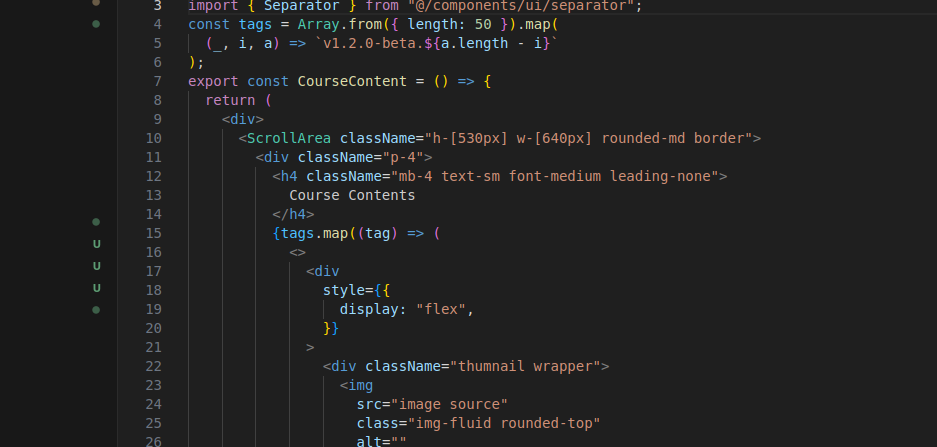 3 import { Separator } from "@/components/ui/separator";
4 const tags = Array.from({ length: 50 }).map(
5 (_, i, a) => `v1.2.0-beta.${a.length - i}`
6 );
7 export const CourseContent = () => {
8 return (
9 <div>
10 <ScrollArea className="h-[530px] w-[640px] rounded-md border">
11 <div className="p-4">
12 <h4 className="mb-4 text-sm font-medium leading-none">
13 Course Contents
14 </h4>
15 {tags.map((tag) => (
U 16 <>
U 17 <div
U 18 style={{
19 display: "flex",
20 }}
21 >
22 <div className="thumnail wrapper">
23 <img
24 src="image source"
25 class="img-fluid rounded-top"
26 alt=""